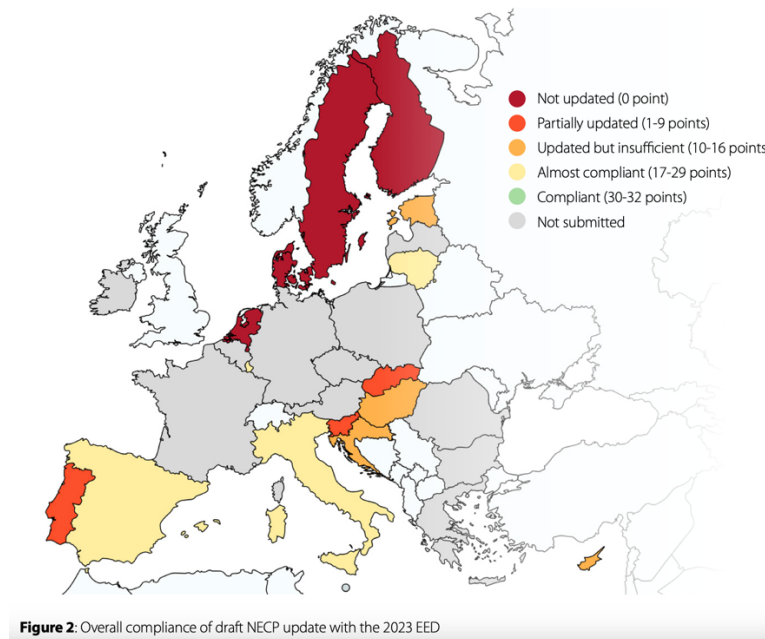 Not updated (0 point)
Partially updated (1-9 points)
Updated but insufficient (10-16 points
Almost compliant (17-29 points)
Compliant (30-32 points)
Not submitted
Figure 2: Overall compliance of draft NECP update with the 2023 EED